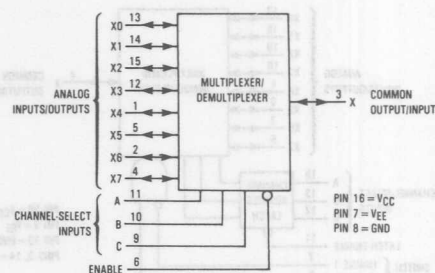 X0 13
X1 14
X2 15
X3 12
X4 1
X5 5
X6 2
X7 4
ANALOG
INPUTS/OUTPUTS
MULTIPLEXER/
DEMULTIPLEXER
3 X COMMON
OUTPUT/INPUT
CHANNEL-SELECT
INPUTS
A 11
B 10
C 9
ENABLE 6
PIN 16 = VCC
PIN 7 = VEE
PIN 8 = GND